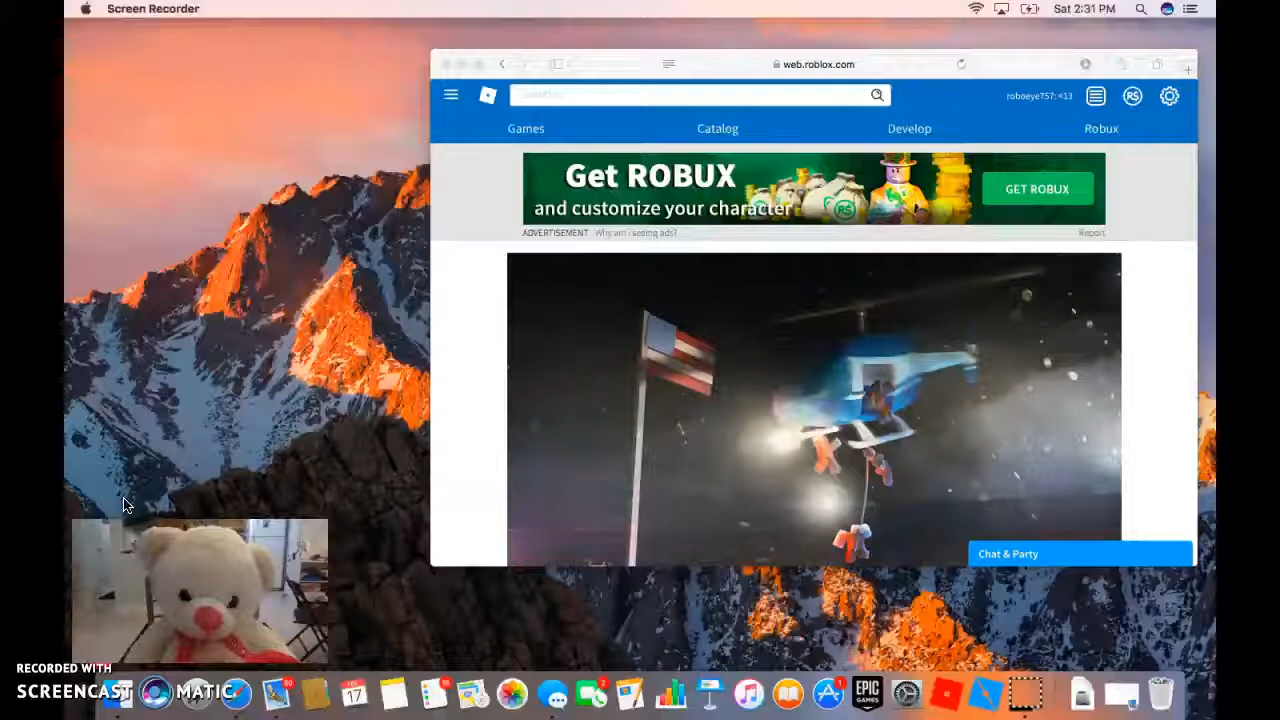 Screen Recorder
Sat 2:31 PM
web.roblox.com
roboeye757: <13
Games
Catalog
Develop
Robux
Get ROBUX
and customize your character
GET ROBUX
ADVERTISEMENT
Why am I seeing ads?
Report
Chat & Party
RECORDED WITH
SCREENCAST MATIC
17
EPIC
GAMES